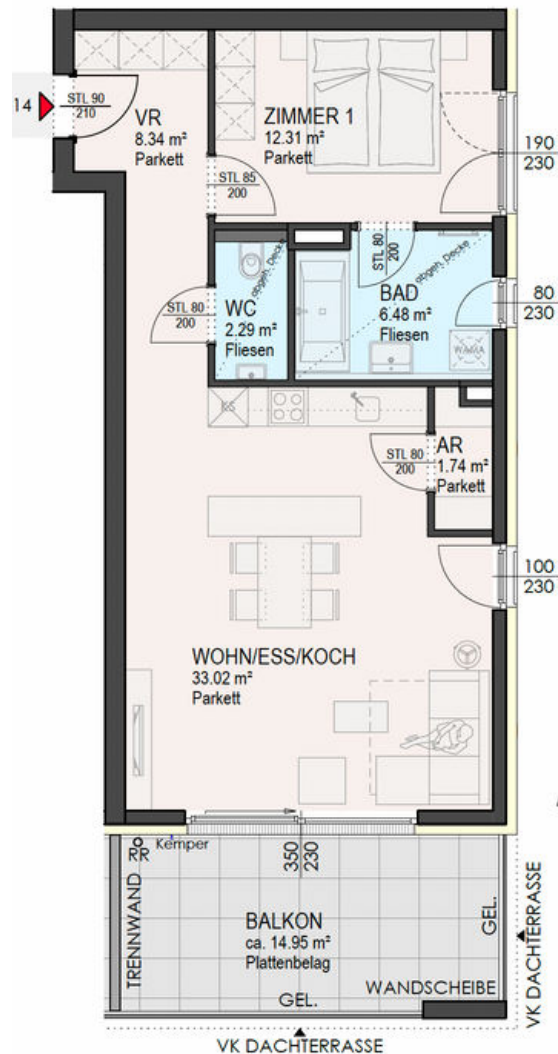 14
STL 90
210
VR
8.34 m²
Parkett
ZIMMER 1
12.31 m²
Parkett
STL 85
200
190
230
STL 80
200
abgeh. Decke
WC
2.29 m²
Fliesen
STL 80
200
abgeh. Decke
BAD
6.48 m²
Fliesen
WAMA
80
230
KS
STL 80
200
AR
1.74 m²
Parkett
100
230
WOHN/ESS/KOCH
33.02 m²
Parkett
RR
Kemper
350
230
TRENNWAND
BALKON
ca. 14.95 m²
Plattenbelag
GEL.
WANDSCHEIBE
GEL.
VK DACHTERRASSE
VK DACHTERRASSE